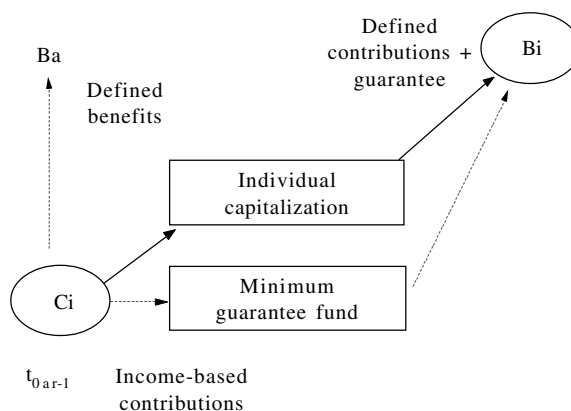 Defined
contributions +
guarantee
Bi
Ba
Defined
benefits
Individual
capitalization
Ci
Minimum
guarantee fund
t0 ar-1
Income-based
contributions